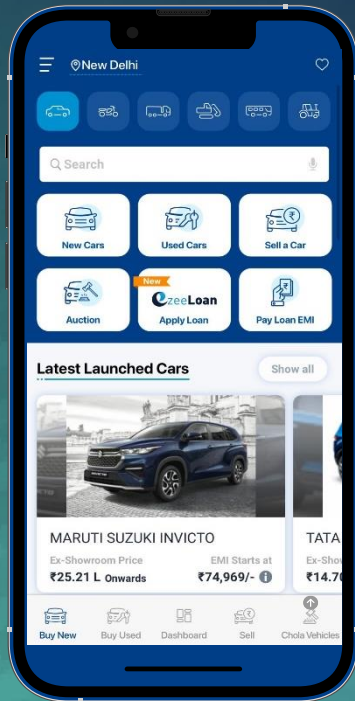 New Delhi
Search
New Cars
Used Cars
Sell a Car
New
ezeeLoan
Auction
Apply Loan
Pay Loan EMI
Latest Launched Cars
Show all
MARUTI SUZUKI INVICTO
TATA
Ex-Showroom Price
EMI Starts at
Ex-Show
₹25.21 L Onwards
₹74,969/-
₹14.70
Buy New
Buy Used
Dashboard
Sell
Chola Vehicles